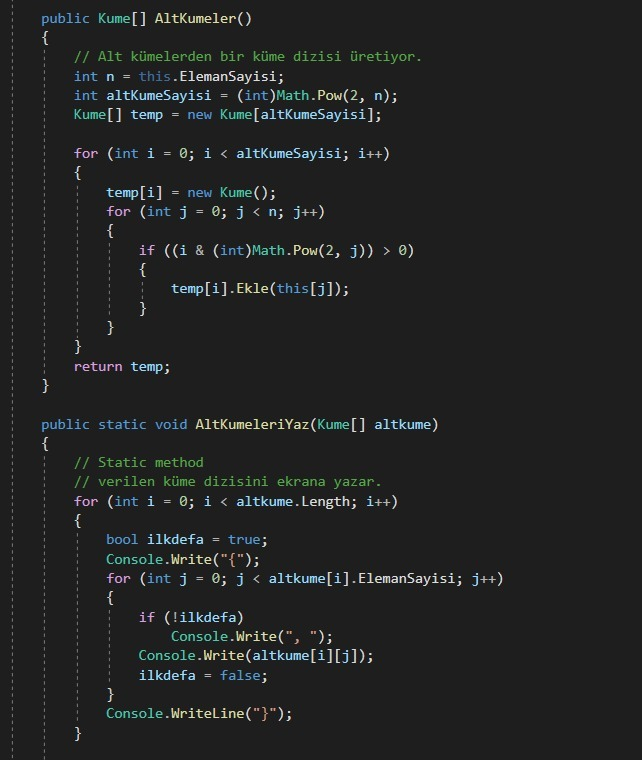 public Kume[] AltKumeler()
{
// Alt kümelerden bir küme dizisi üretiyor.
int n = this.ElemanSayisi;
int altKumeSayisi = (int)Math.Pow(2, n);
Kume[] temp = new Kume[altKumeSayisi];
for (int i = 0; i < altKumeSayisi; i++)
{
temp[i] = new Kume();
for (int j = 0; j < n; j++)
{
if ((i & (int)Math.Pow(2, j)) > 0)
{
temp[i].Ekle(this[j]);
}
}
}
return temp;
}
public static void AltKumeleriYaz(Kume[] altkume)
{
// Static method
// verilen küme dizisini ekrana yazar.
for (int i = 0; i < altkume.Length; i++)
{
bool ilkdefa = true;
Console.Write("{");
for (int j = 0; j < altkume[i].ElemanSayisi; j++)
{
if (!ilkdefa)
Console.Write(", ");
Console.Write(altkume[i][j]);
ilkdefa = false;
}
Console.WriteLine("}");
}